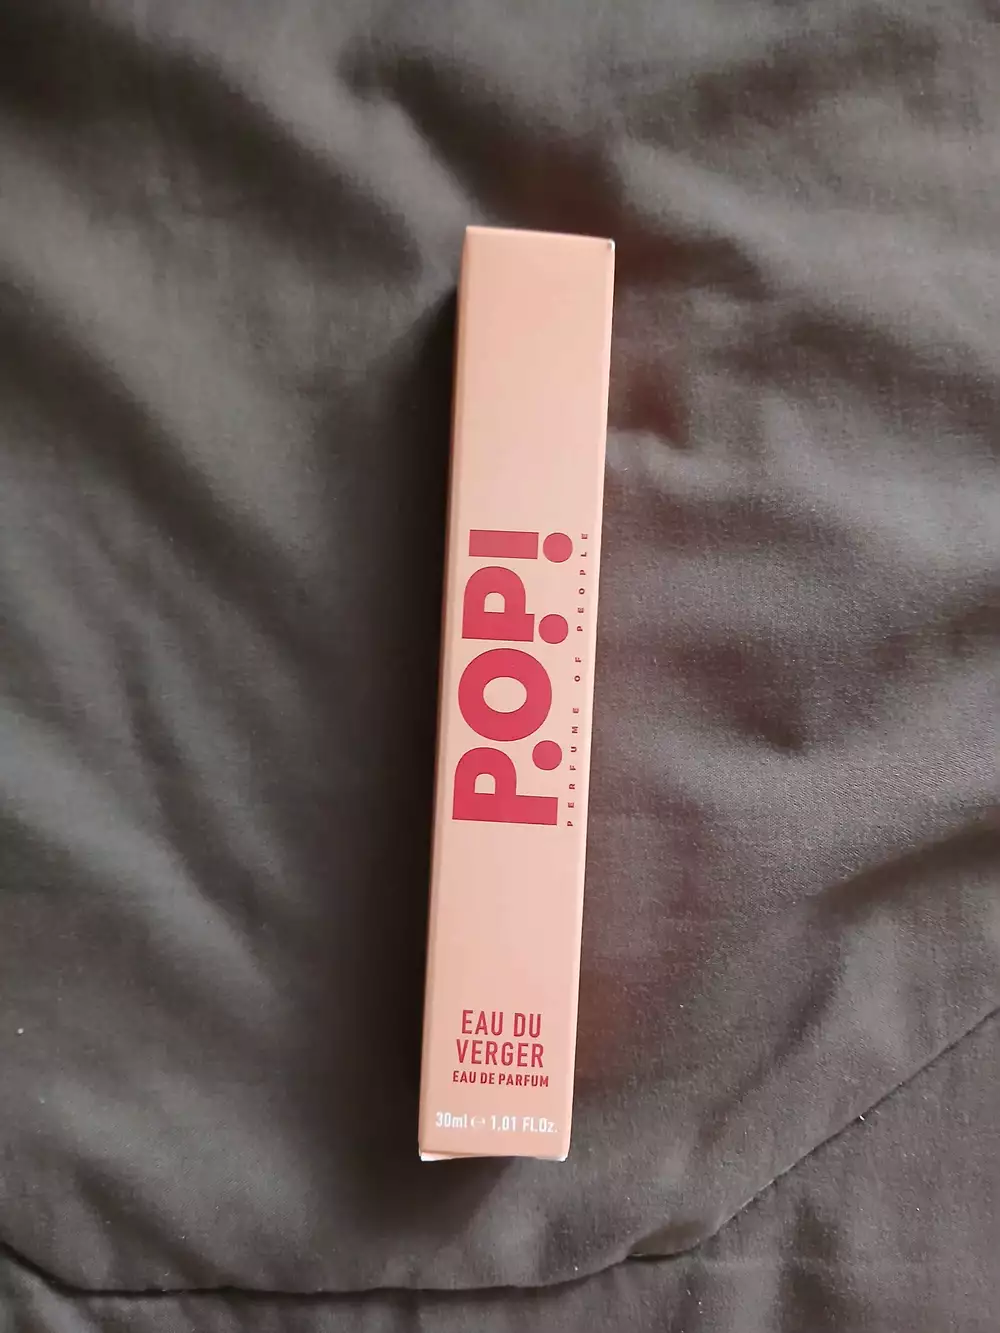 P.O.P!
PERFUME OF PEOPLE
EAU DU
VERGER
EAU DE PARFUM
30ml ℮ 1,01 FL.Oz.